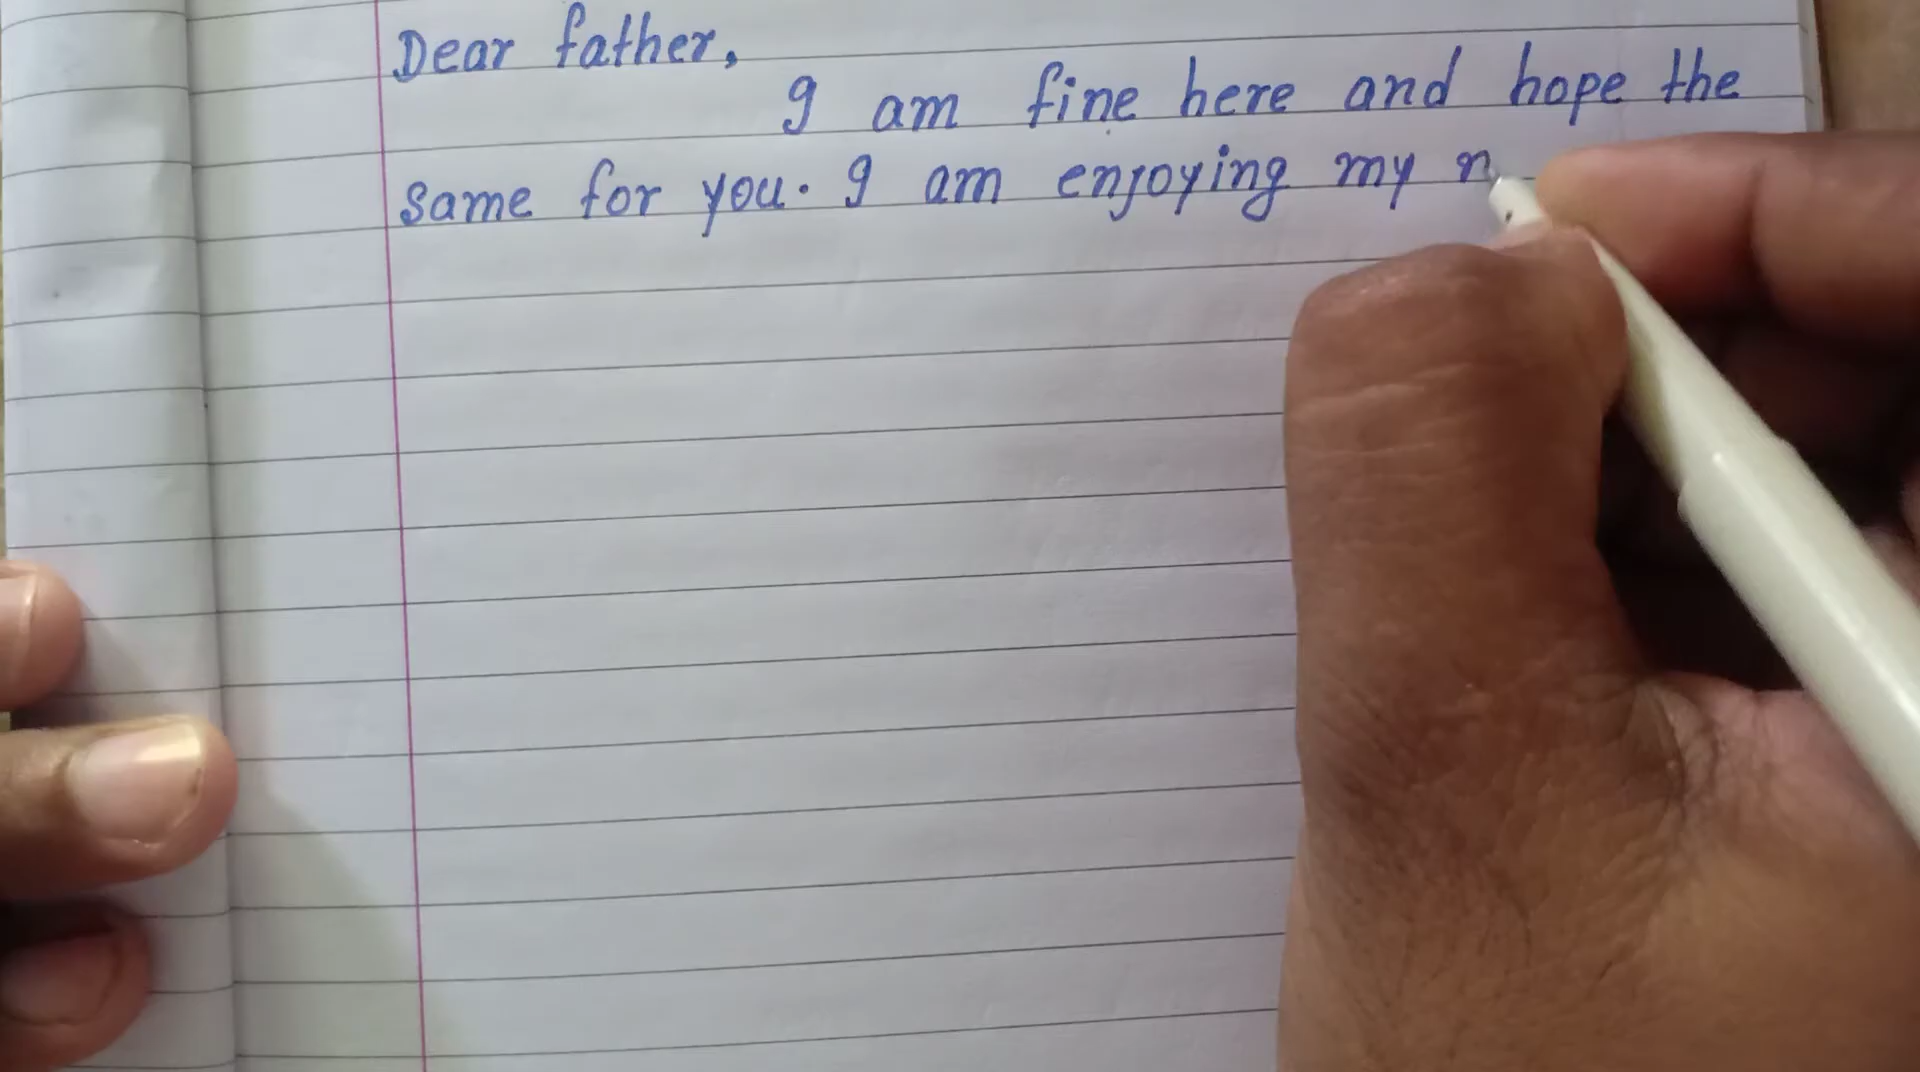 Dear father,
I am fine here and hope the
same for you. I am enjoying my n